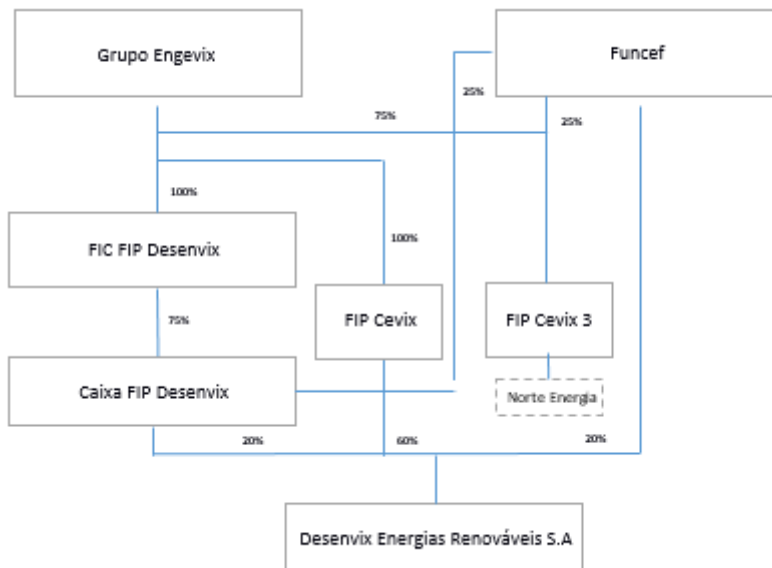 Grupo Engevix
Funcef
25%
75%
25%
100%
FIC FIP Desenvix
100%
FIP Cevix
FIP Cevix 3
75%
Caixa FIP Desenvix
Norte Energia
20%
60%
20%
Desenvix Energias Renováveis S.A